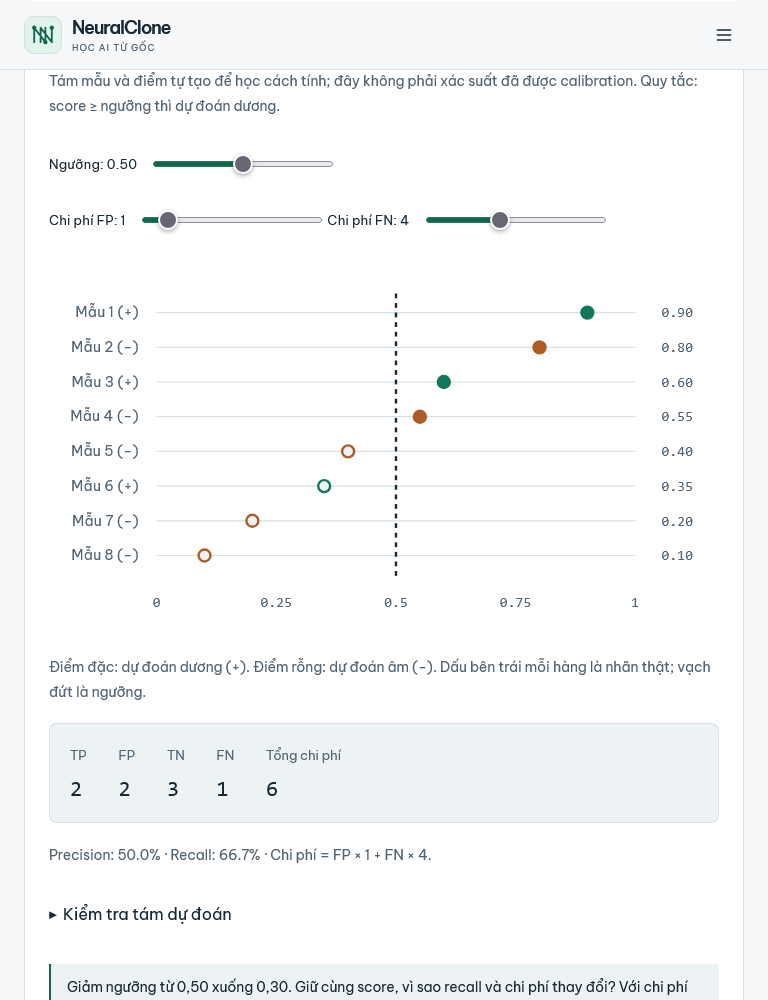 NeuralClone
HỌC AI TỪ GỐC
Tám mẫu và điểm tự tạo để học cách tính; đây không phải xác suất đã được calibration. Quy tắc:
score ≥ ngưỡng thì dự đoán dương.
Ngưỡng: 0.50
Chi phí FP: 1
Chi phí FN: 4
Mẫu 1 (+) 0.90
Mẫu 2 (−) 0.80
Mẫu 3 (+) 0.60
Mẫu 4 (−) 0.55
Mẫu 5 (−) 0.40
Mẫu 6 (+) 0.35
Mẫu 7 (−) 0.20
Mẫu 8 (−) 0.10
0 0.25 0.5 0.75 1
Điểm đặc: dự đoán dương (+). Điểm rỗng: dự đoán âm (−). Dấu bên trái mỗi hàng là nhãn thật; vạch
đứt là ngưỡng.
TP FP TN FN Tổng chi phí
2 2 3 1 6
Precision: 50.0% · Recall: 66.7% · Chi phí = FP × 1 + FN × 4.
▸ Kiểm tra tám dự đoán
Giảm ngưỡng từ 0,50 xuống 0,30. Giữ cùng score, vì sao recall và chi phí thay đổi? Với chi phí